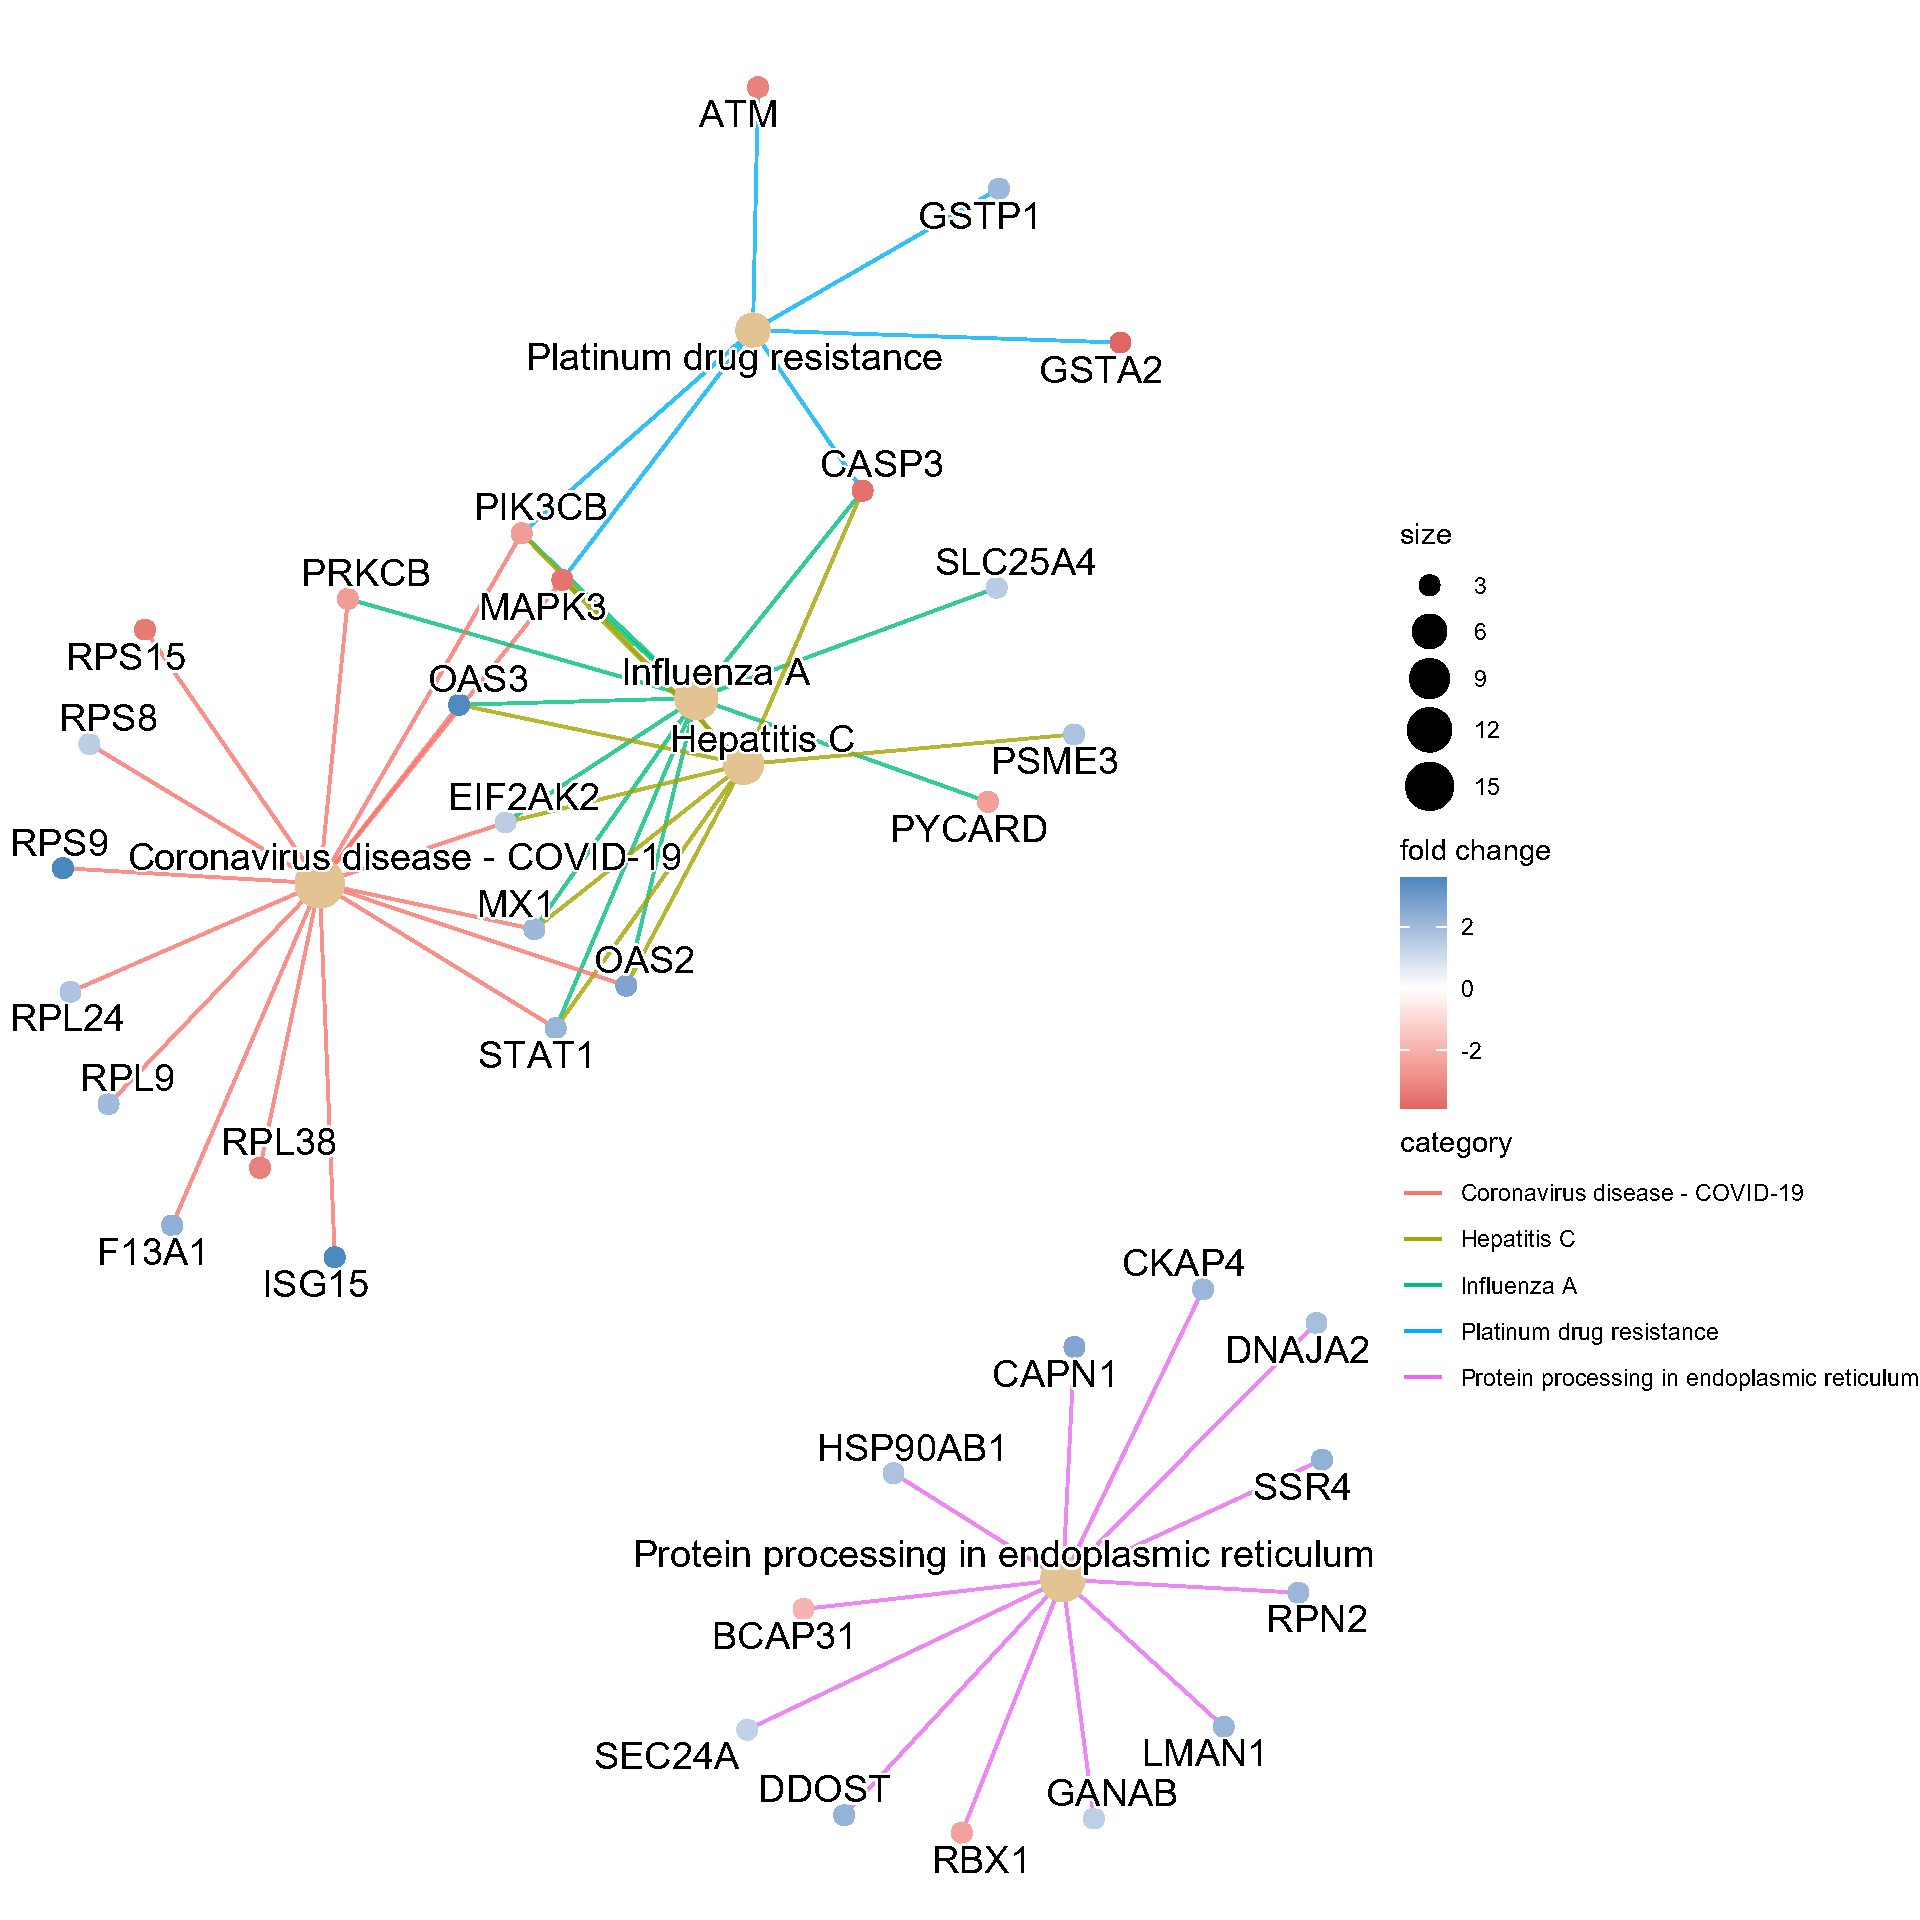 ATM
GSTP1
Platinum drug resistance
GSTA2
CASP3
PIK3CB
SLC25A4
PRKCB
MAPK3
RPS15
OAS3
Influenza A
RPS8
Hepatitis C
PSME3
EIF2AK2
PYCARD
RPS9
Coronavirus disease - COVID-19
MX1
OAS2
RPL24
STAT1
RPL9
RPL38
F13A1
ISG15
CKAP4
DNAJA2
CAPN1
HSP90AB1
SSR4
Protein processing in endoplasmic reticulum
RPN2
BCAP31
SEC24A
LMAN1
DDOST
GANAB
RBX1
size
3
6
9
12
15
fold change
2
0
-2
category
Coronavirus disease - COVID-19
Hepatitis C
Influenza A
Platinum drug resistance
Protein processing in endoplasmic reticulum